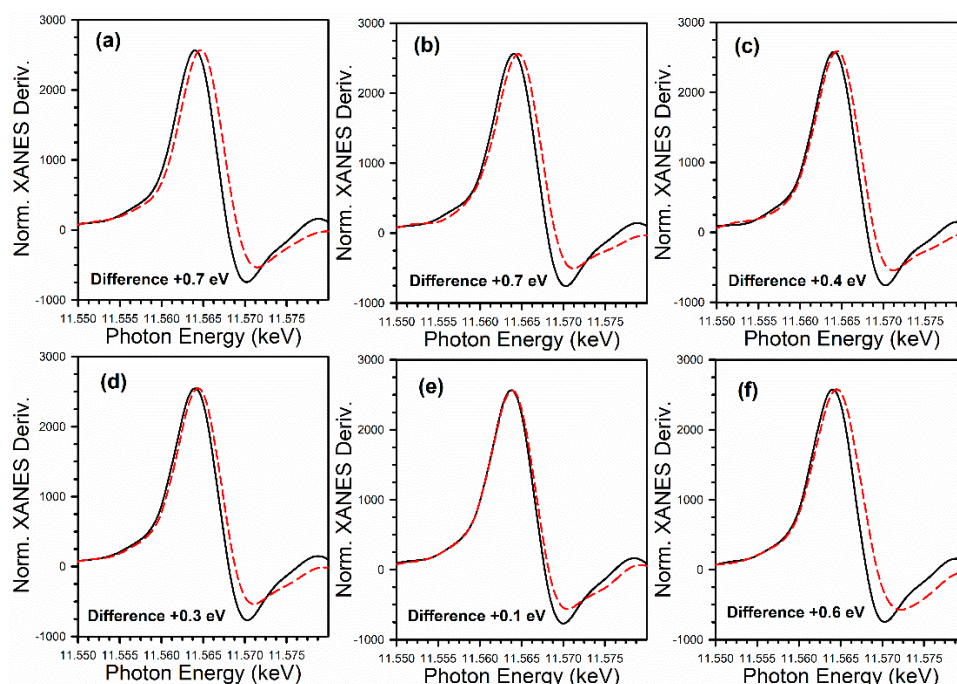 (a)
Norm. XANES Deriv.
3000
2000
1000
0
-1000
Difference +0.7 eV
11.550 11.555 11.560 11.565 11.570 11.575
Photon Energy (keV)
(b)
Norm. XANES Deriv.
3000
2000
1000
0
-1000
Difference +0.7 eV
11.550 11.555 11.560 11.565 11.570 11.575
Photon Energy (keV)
(c)
Norm. XANES Deriv.
3000
2000
1000
0
-1000
Difference +0.4 eV
11.550 11.555 11.560 11.565 11.570 11.575
Photon Energy (keV)
(d)
Norm. XANES Deriv.
3000
2000
1000
0
-1000
Difference +0.3 eV
11.550 11.555 11.560 11.565 11.570 11.575
Photon Energy (keV)
(e)
Norm. XANES Deriv.
3000
2000
1000
0
-1000
Difference +0.1 eV
11.550 11.555 11.560 11.565 11.570 11.575
Photon Energy (keV)
(f)
Norm. XANES Deriv.
3000
2000
1000
0
-1000
Difference +0.6 eV
11.550 11.555 11.560 11.565 11.570 11.575
Photon Energy (keV)